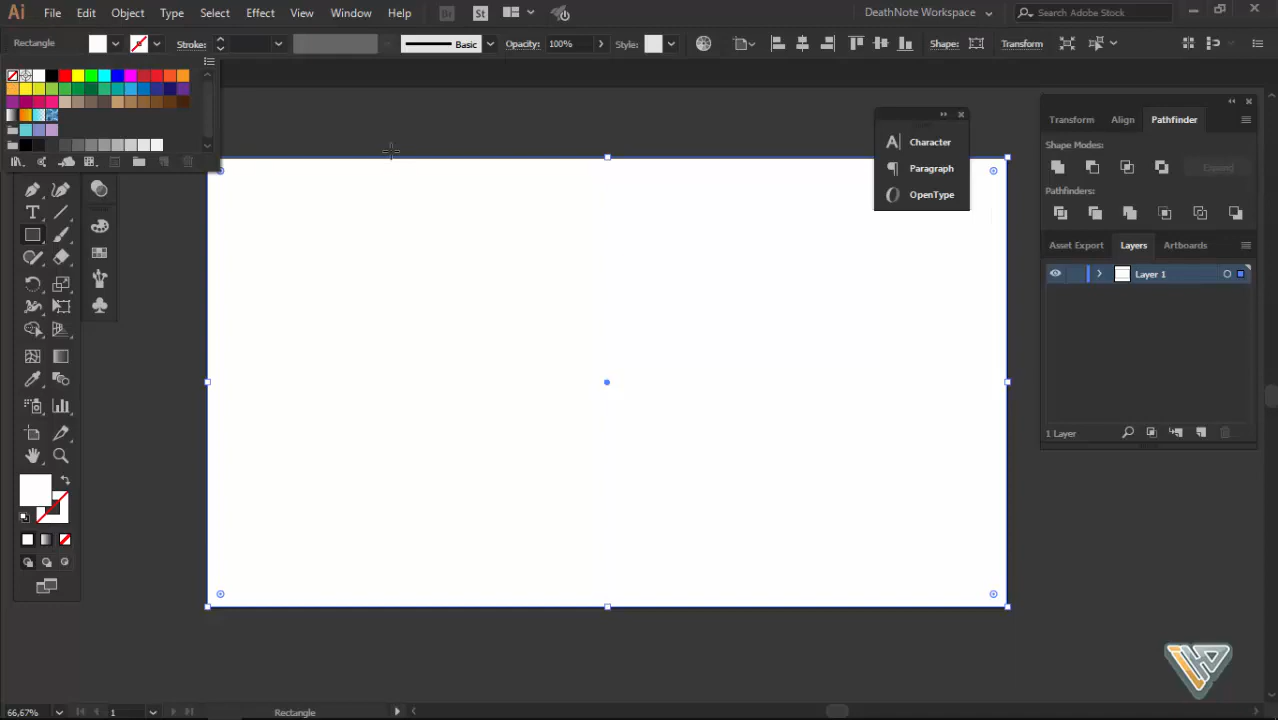 Ai File Edit Object Type Select Effect View Window Help Br St DeathNote Workspace Search Adobe Stock
Rectangle Stroke: Basic Opacity: 100% Style: Shape: Transform
Transform Align Pathfinder
Character
Paragraph
OpenType
Shape Modes:
Expand
Pathfinders:
Asset Export Layers Artboards
Layer 1
1 Layer
66,67% 1 Rectangle